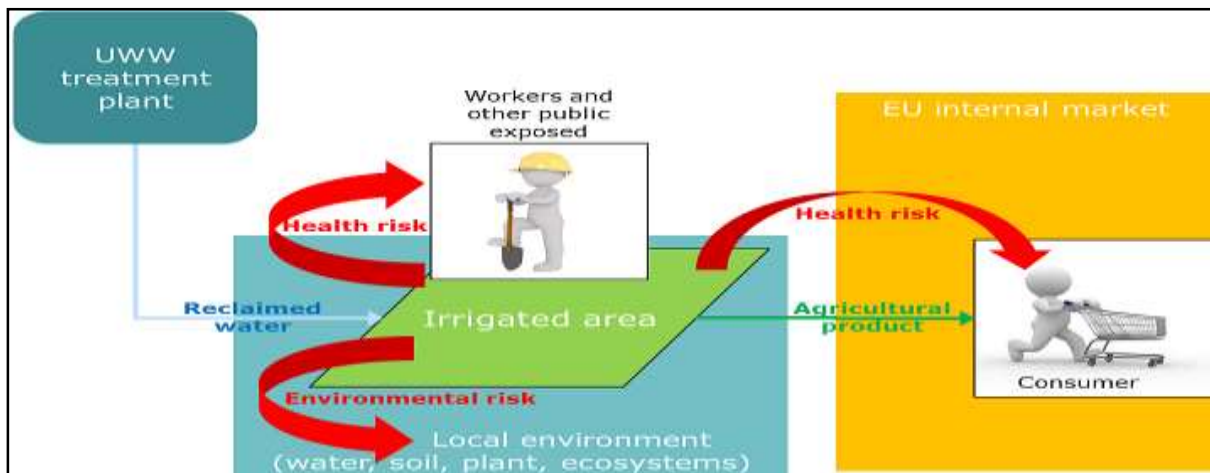 UWW
treatment
plant
Workers and
other public
exposed
EU internal market
Health risk
Health risk
Reclaimed
water
Irrigated area
Agricultural
product
Consumer
Environmental risk
Local environment
(water, soil, plant, ecosystems)